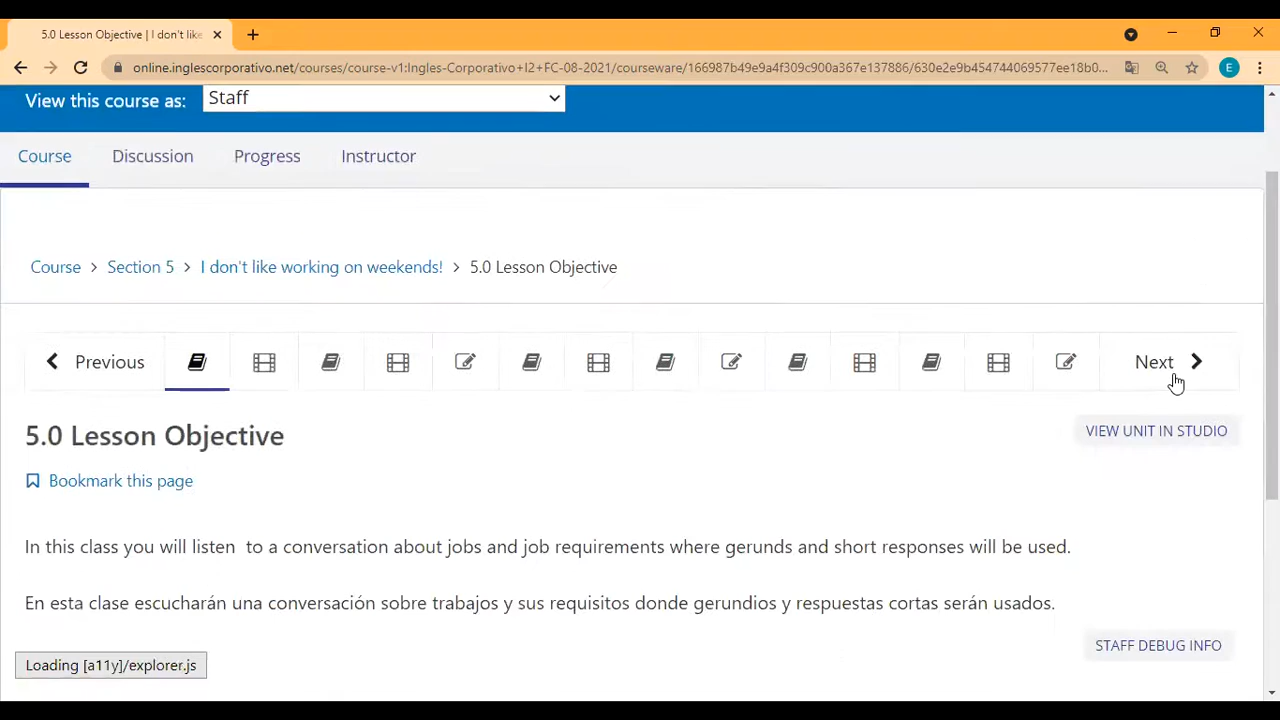 5.0 Lesson Objective | I don't like
online.inglescorporativo.net/courses/course-v1:Ingles-Corporativo+I2+FC-08-2021/courseware/166987b49e9a4f309c900a367e137886/630e2e9b454744069577ee18b0...
E
View this course as:
Staff
Course
Discussion
Progress
Instructor
Course > Section 5 > I don't like working on weekends! > 5.0 Lesson Objective
Previous
Next
5.0 Lesson Objective
VIEW UNIT IN STUDIO
Bookmark this page
In this class you will listen  to a conversation about jobs and job requirements where gerunds and short responses will be used.
En esta clase escucharán una conversación sobre trabajos y sus requisitos donde gerundios y respuestas cortas serán usados.
STAFF DEBUG INFO
Loading [a11y]/explorer.js